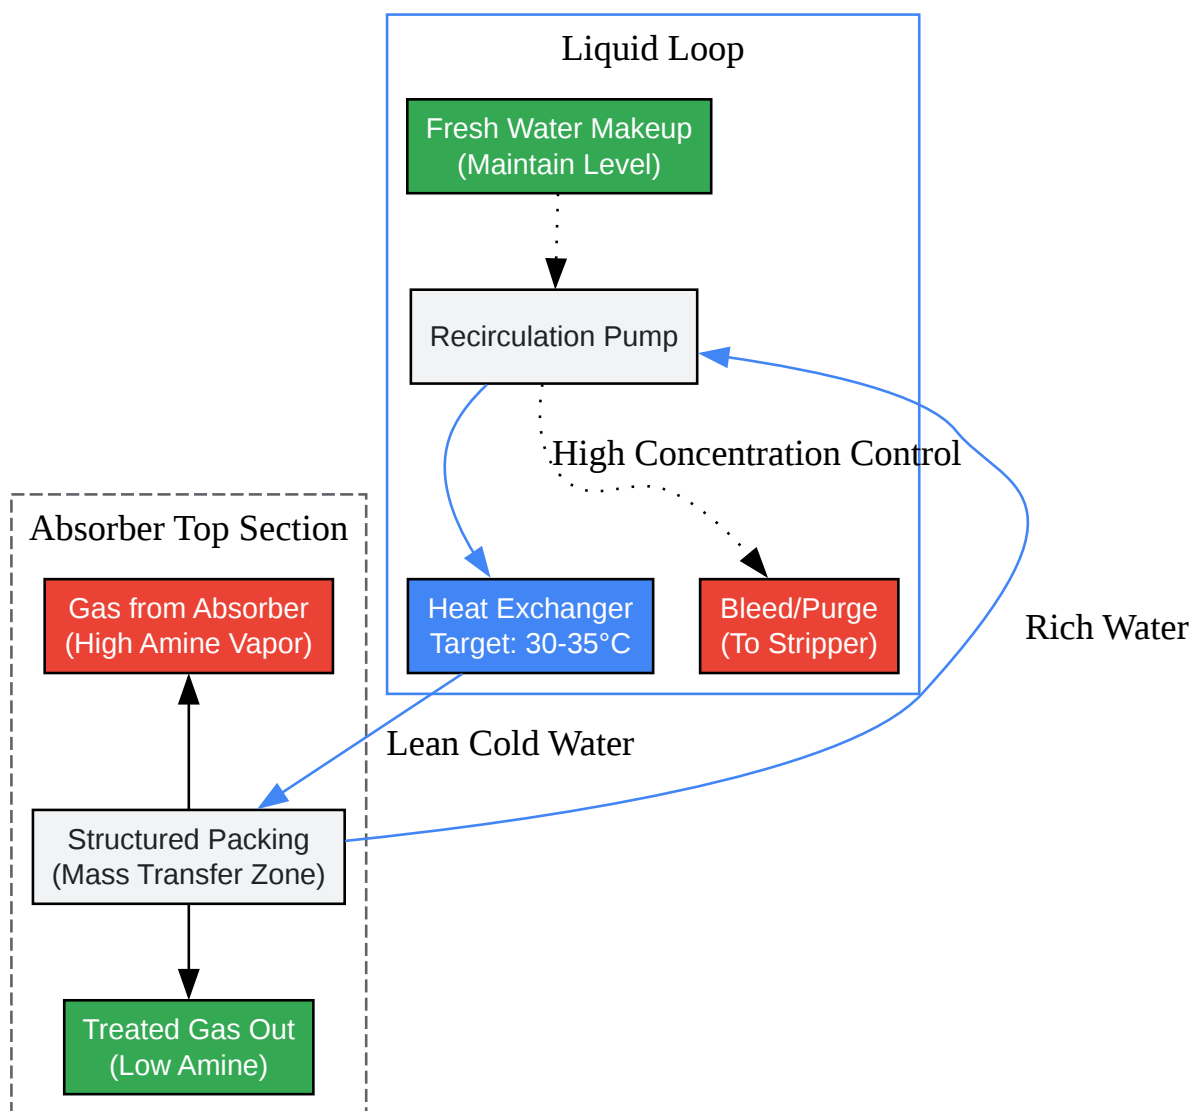 Liquid Loop
Fresh Water Makeup
(Maintain Level)
Recirculation Pump
High Concentration Control
Absorber Top Section
Gas from Absorber
(High Amine Vapor)
Heat Exchanger
Target: 30-35°C
Bleed/Purge
(To Stripper)
Rich Water
Lean Cold Water
Structured Packing
(Mass Transfer Zone)
Treated Gas Out
(Low Amine)